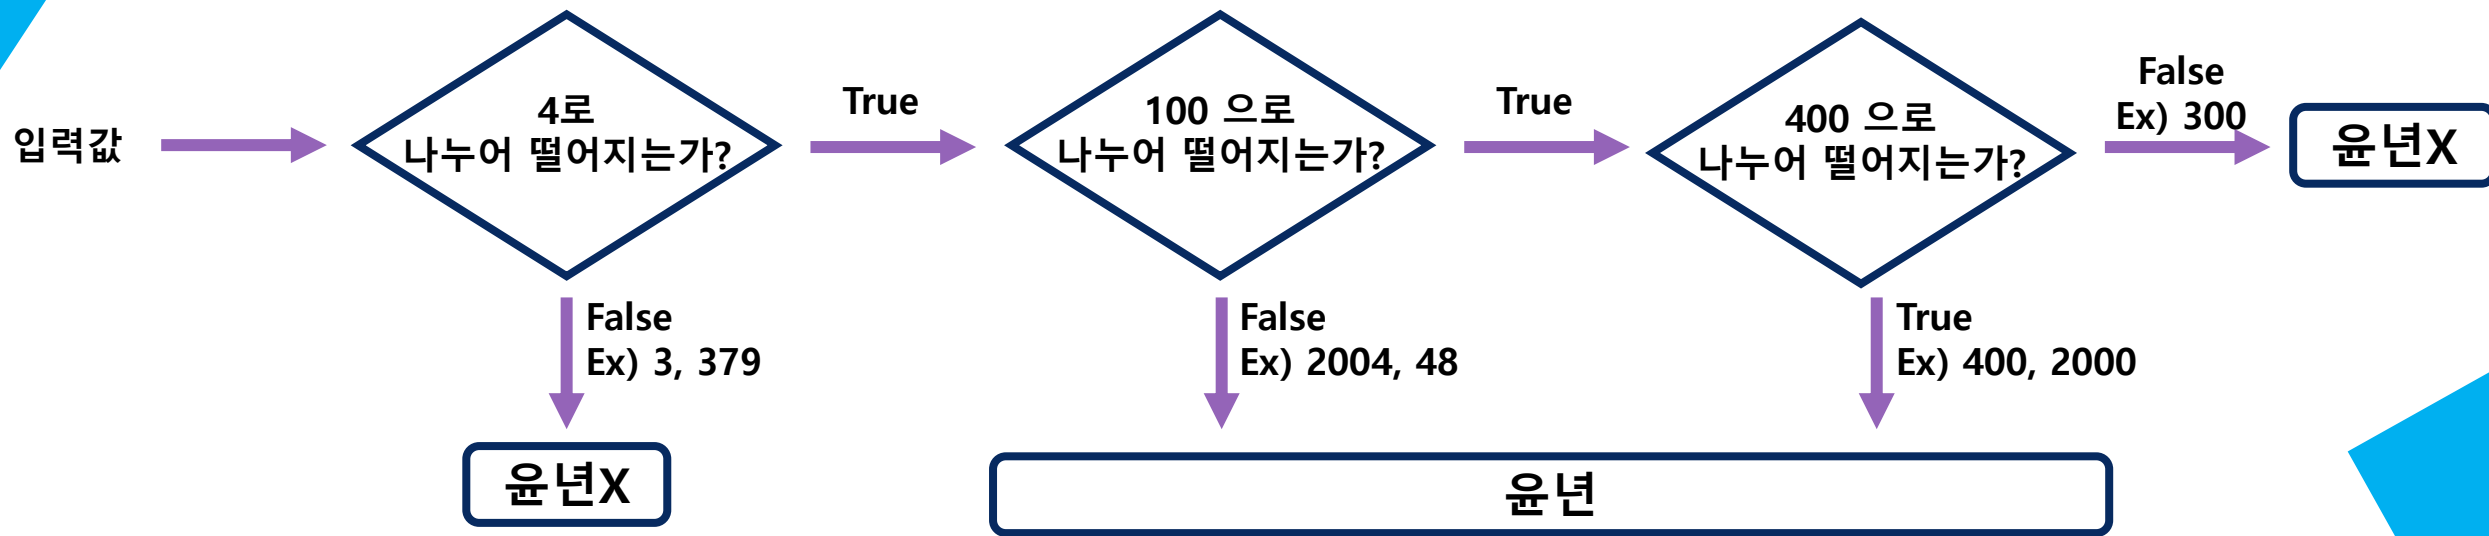 입력값
4로
나누어 떨어지는가?
True
100 으로
나누어 떨어지는가?
True
400 으로
나누어 떨어지는가?
False
Ex) 300
윤년X
False
Ex) 3, 379
False
Ex) 2004, 48
True
Ex) 400, 2000
윤년X
윤년